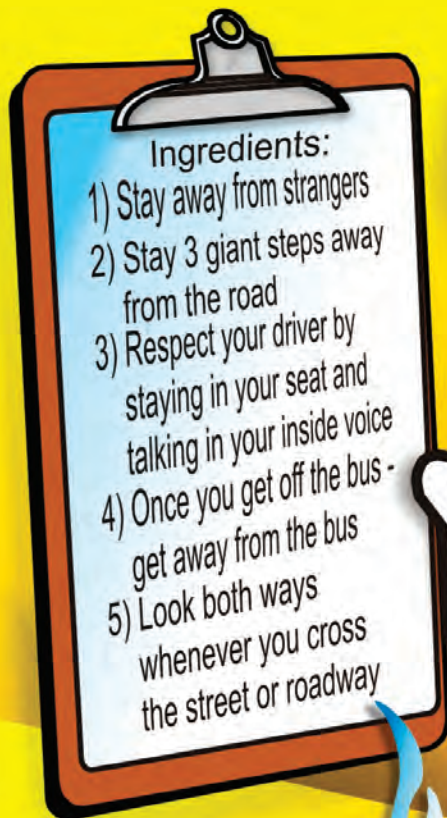 Ingredients:
1) Stay away from strangers
2) Stay 3 giant steps away
from the road
3) Respect your driver by
staying in your seat and
talking in your inside voice
4) Once you get off the bus -
get away from the bus
5) Look both ways
whenever you cross
the street or roadway